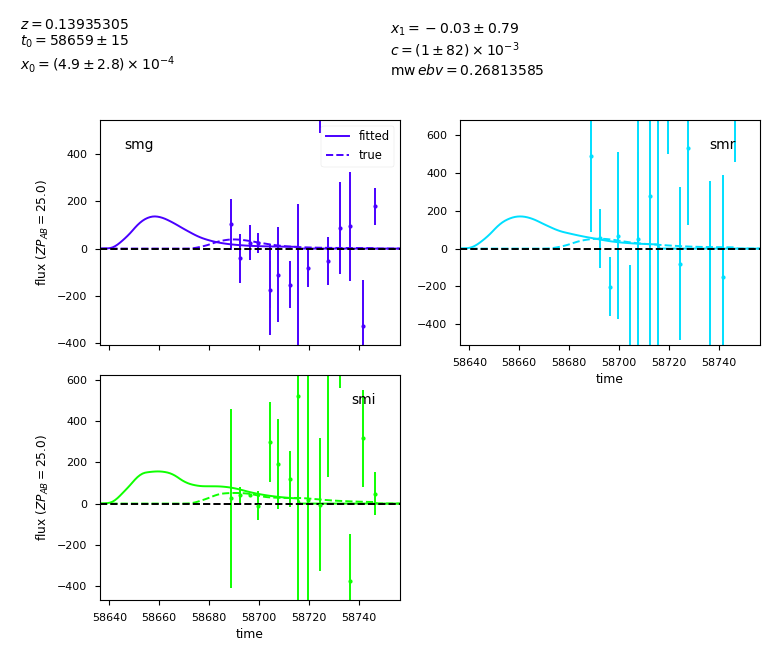 z = 0.13935305
t₀ = 58659 ± 15
x₀ = (4.9 ± 2.8) × 10⁻⁴
x₁ = −0.03 ± 0.79
c = (1 ± 82) × 10⁻³
mw ebv = 0.26813585
smg
fitted
true
400
200
0
−200
−400
flux (ZP_AB = 25.0)
smr
600
400
200
0
−200
−400
58640 58660 58680 58700 58720 58740
time
smi
600
400
200
0
−200
−400
flux (ZP_AB = 25.0)
58640 58660 58680 58700 58720 58740
time